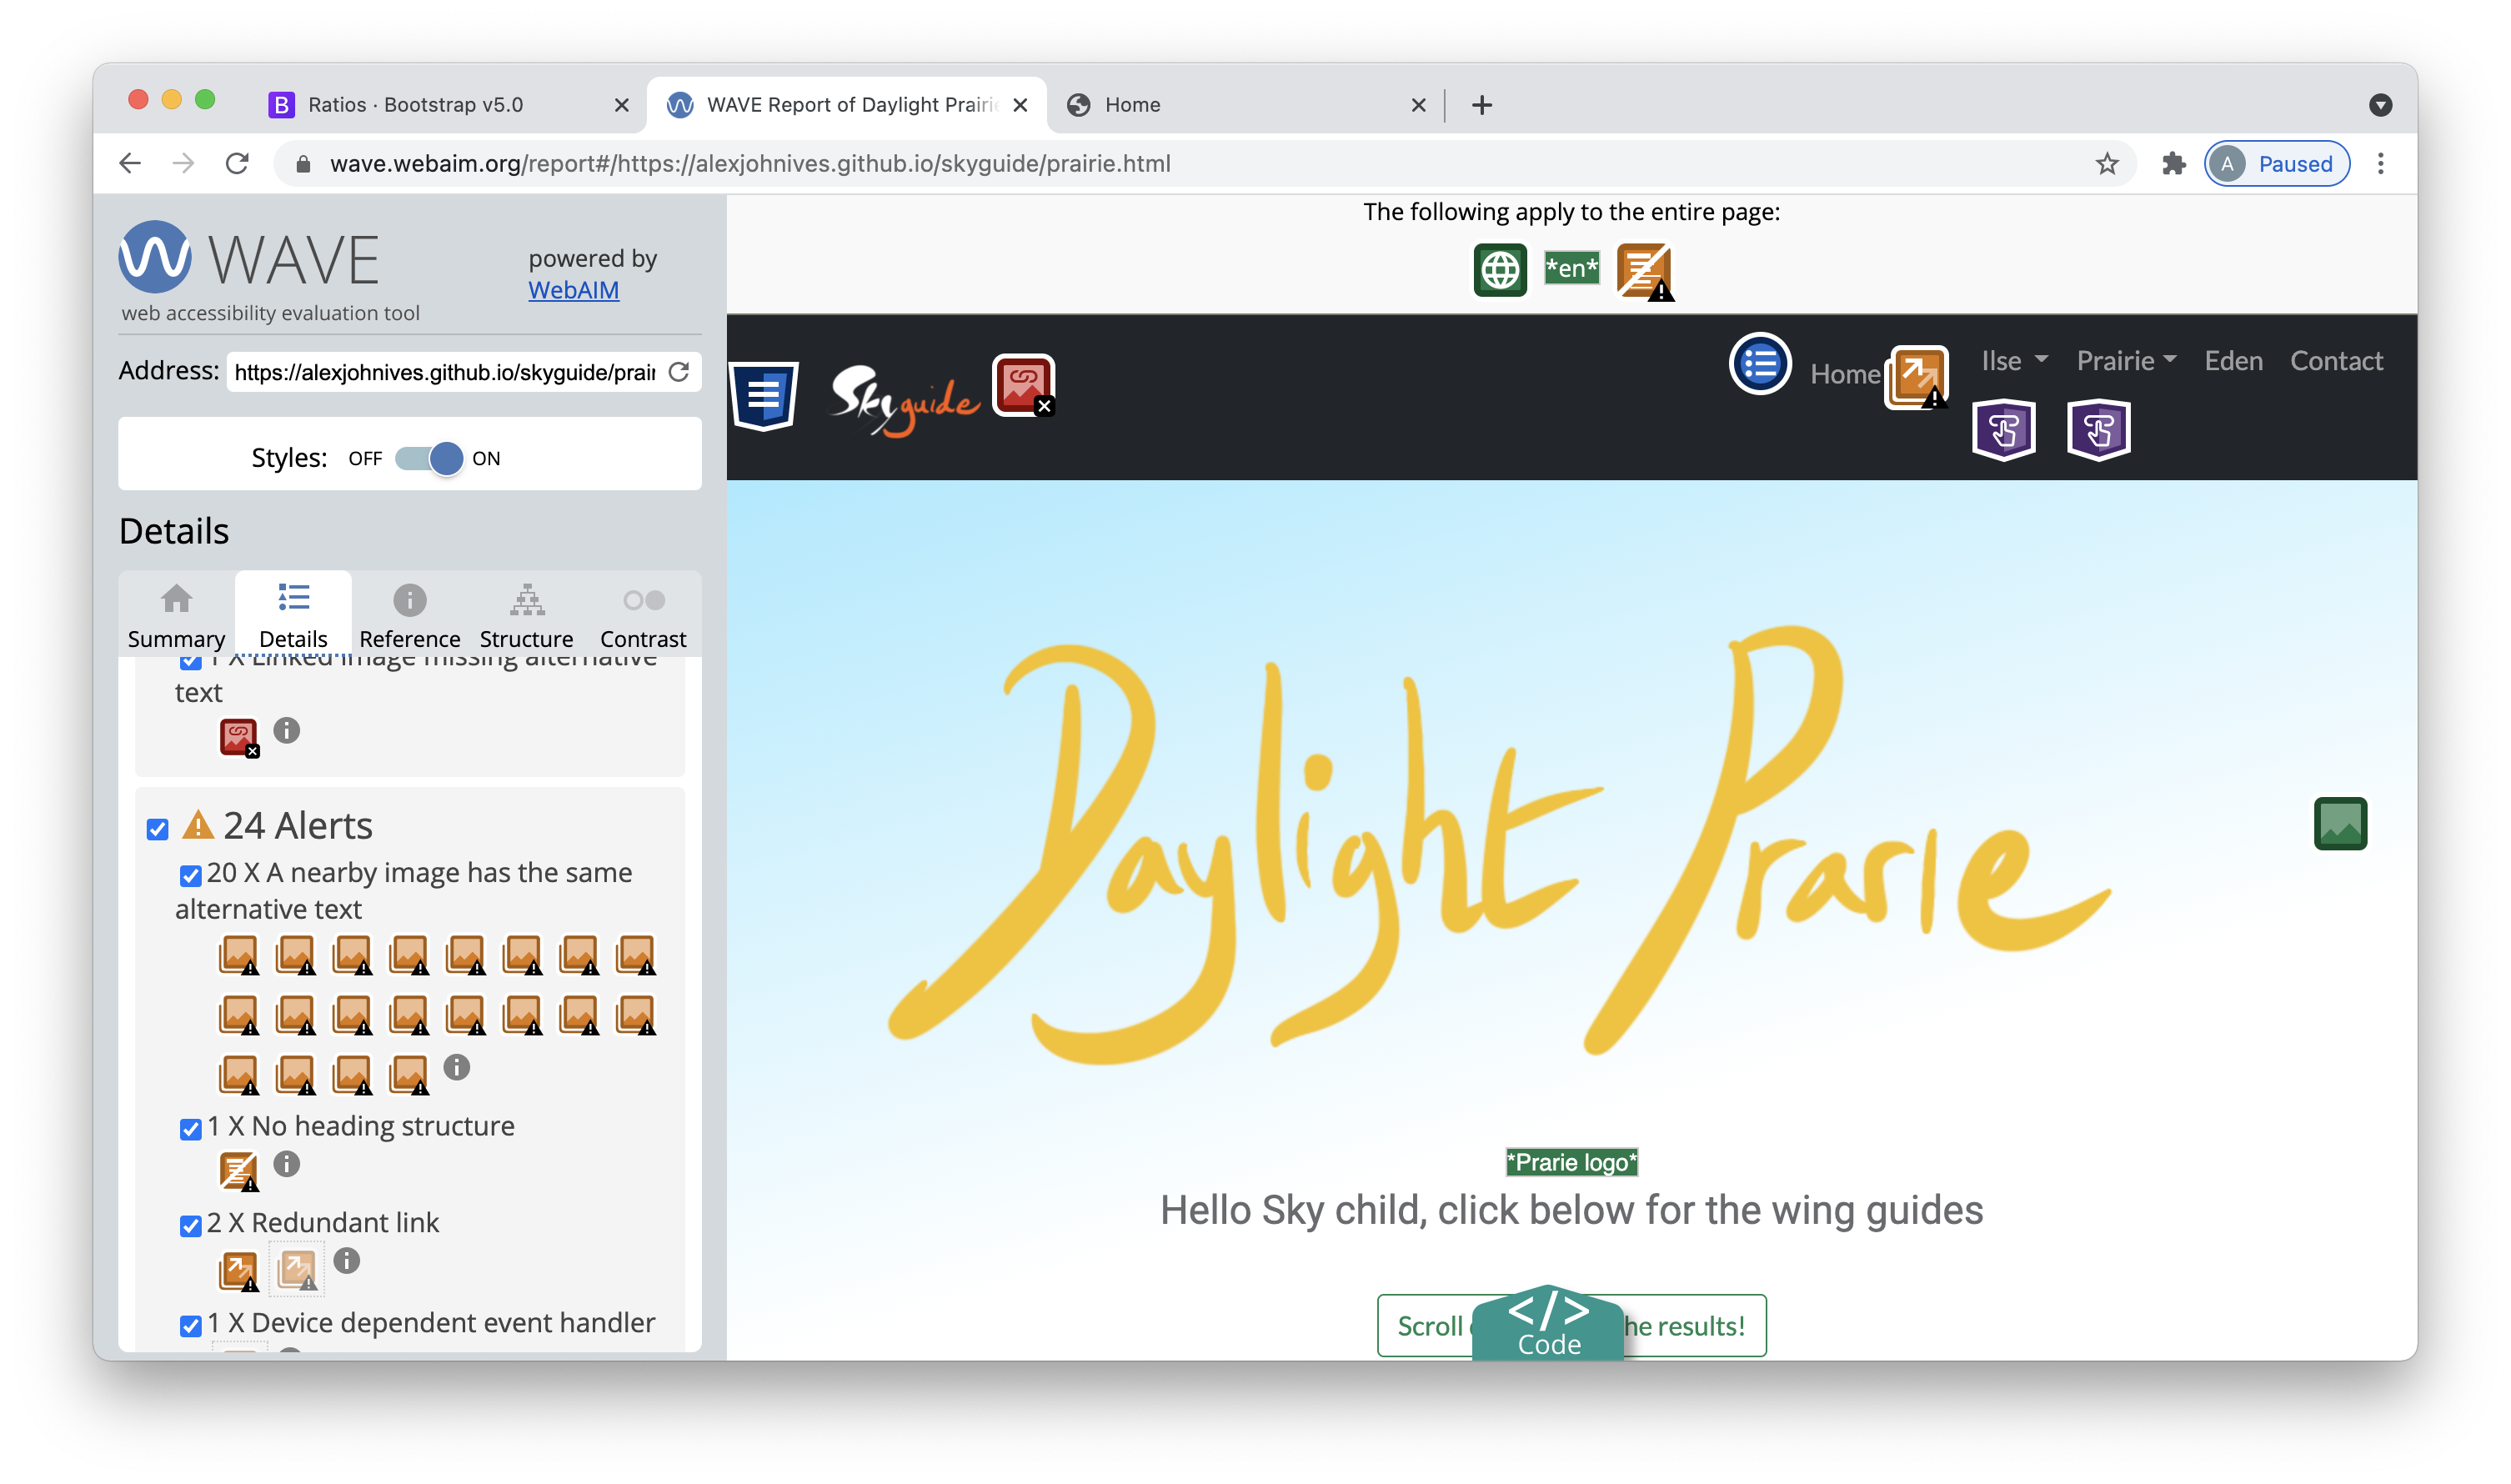 Ratios · Bootstrap v5.0
WAVE Report of Daylight Prairie
Home
wave.webaim.org/report#/https://alexjohnives.github.io/skyguide/prairie.html
A
Paused
WAVE
powered by
WebAIM
web accessibility evaluation tool
Address:
https://alexjohnives.github.io/skyguide/prair
Styles:
OFF
ON
Details
Summary
Details
Reference
Structure
Contrast
1 X Linked image missing alternative
text
24 Alerts
20 X A nearby image has the same
alternative text
1 X No heading structure
2 X Redundant link
1 X Device dependent event handler
The following apply to the entire page:
*en*
Skyguide
Home
Ilse
Prairie
Eden
Contact
Daylight Prarie
*Prarie logo*
Hello Sky child, click below for the wing guides
Scroll
he results!
</>
Code